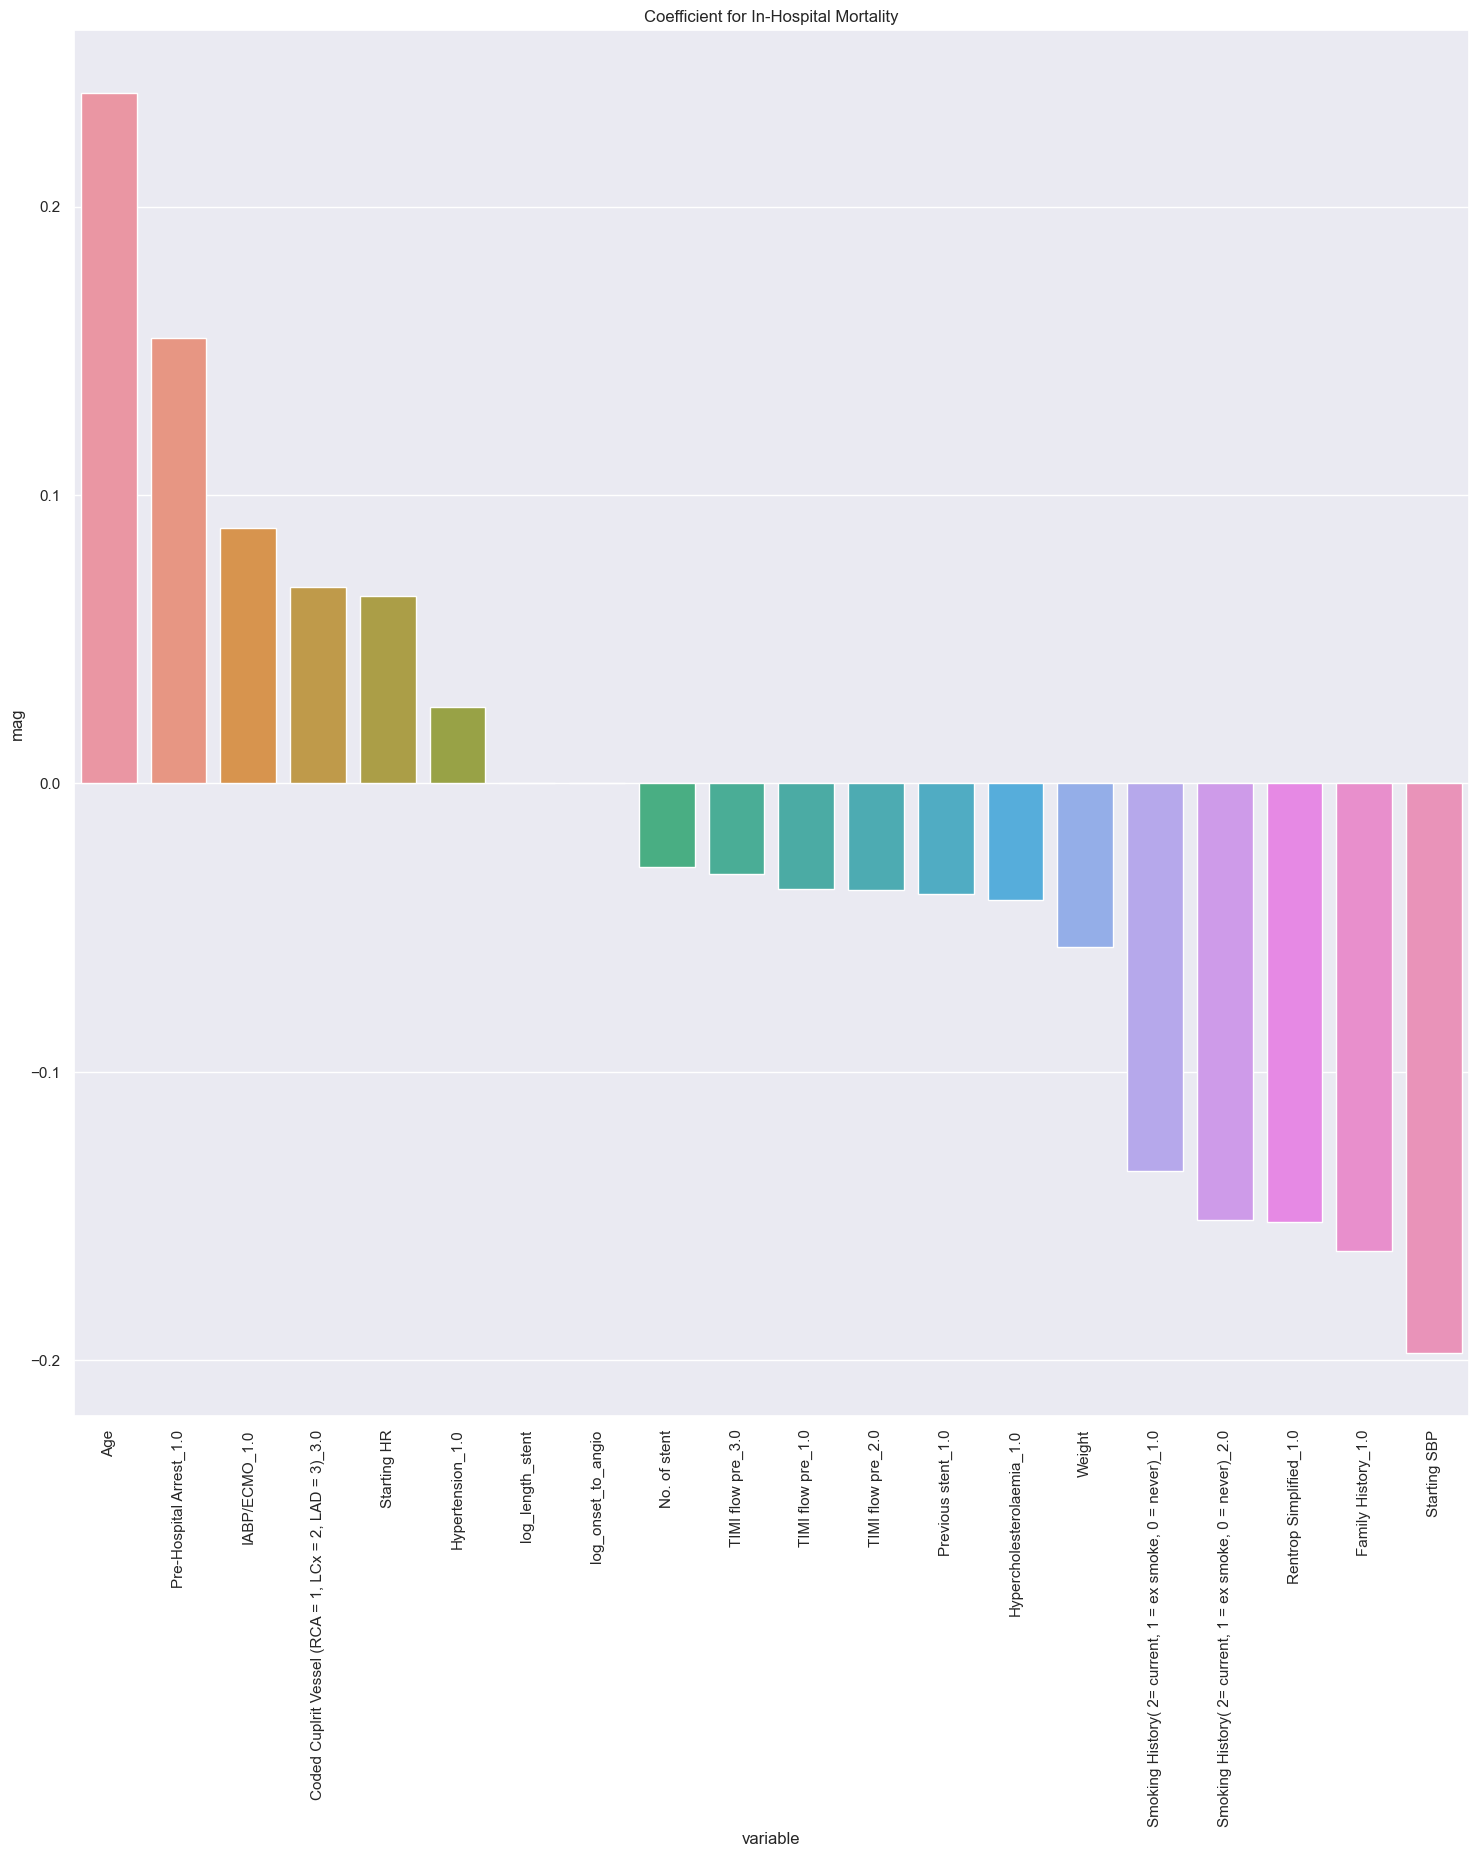 Coefficient for In-Hospital Mortality
0.2
0.1
0.0
−0.1
−0.2
mag
Age
Pre-Hospital Arrest_1.0
IABP/ECMO_1.0
Coded Cuplrit Vessel (RCA = 1, LCx = 2, LAD = 3)_3.0
Starting HR
Hypertension_1.0
log_length_stent
log_onset_to_angio
No. of stent
TIMI flow pre_3.0
TIMI flow pre_1.0
TIMI flow pre_2.0
Previous stent_1.0
Hypercholesterolaemia_1.0
Weight
Smoking History( 2= current, 1 = ex smoke, 0 = never)_1.0
Smoking History( 2= current, 1 = ex smoke, 0 = never)_2.0
Rentrop Simplified_1.0
Family History_1.0
Starting SBP
variable